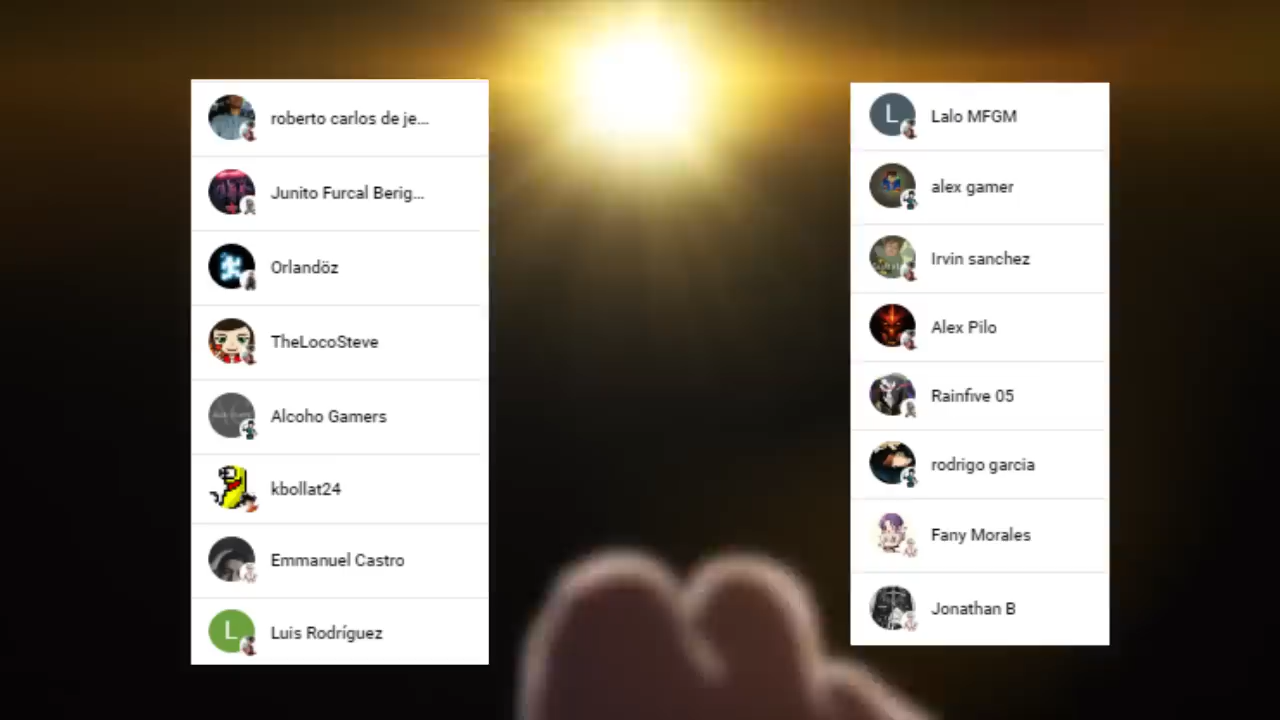 roberto carlos de je...
Junito Furcal Berig...
Orlandöz
TheLocoSteve
Alcoho Gamers
kbollat24
Emmanuel Castro
L
Luis Rodríguez
L
Lalo MFGM
alex gamer
Irvin sanchez
Alex Pilo
Rainfive 05
rodrigo garcia
Fany Morales
Jonathan B